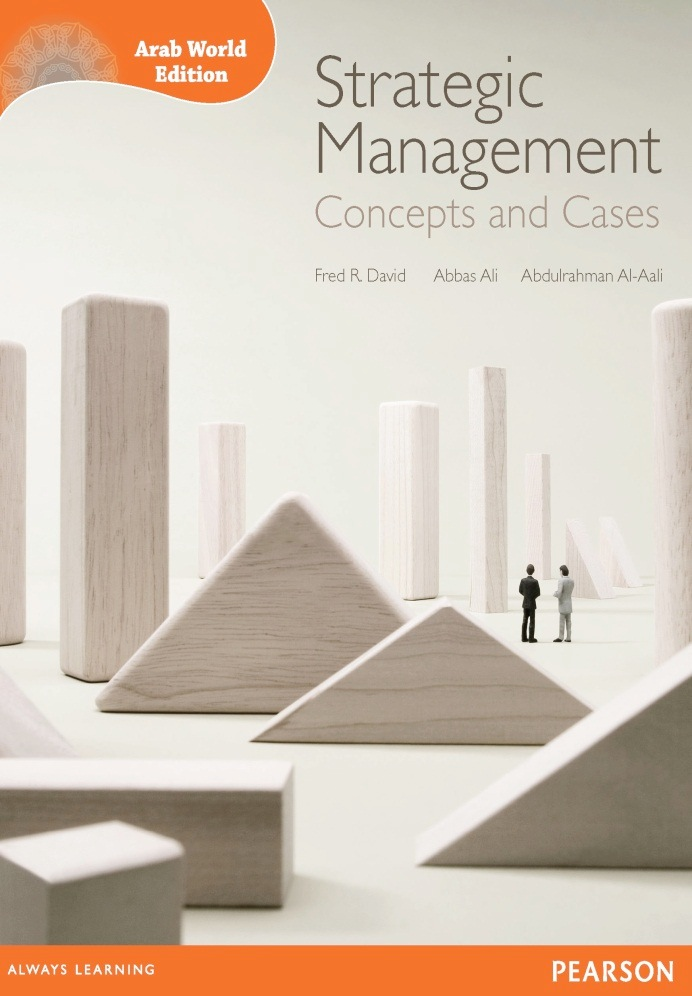 Arab World
Edition
Strategic
Management
Concepts and Cases
Fred R. David Abbas Ali Abdulrahman Al-Aali
ALWAYS LEARNING
PEARSON